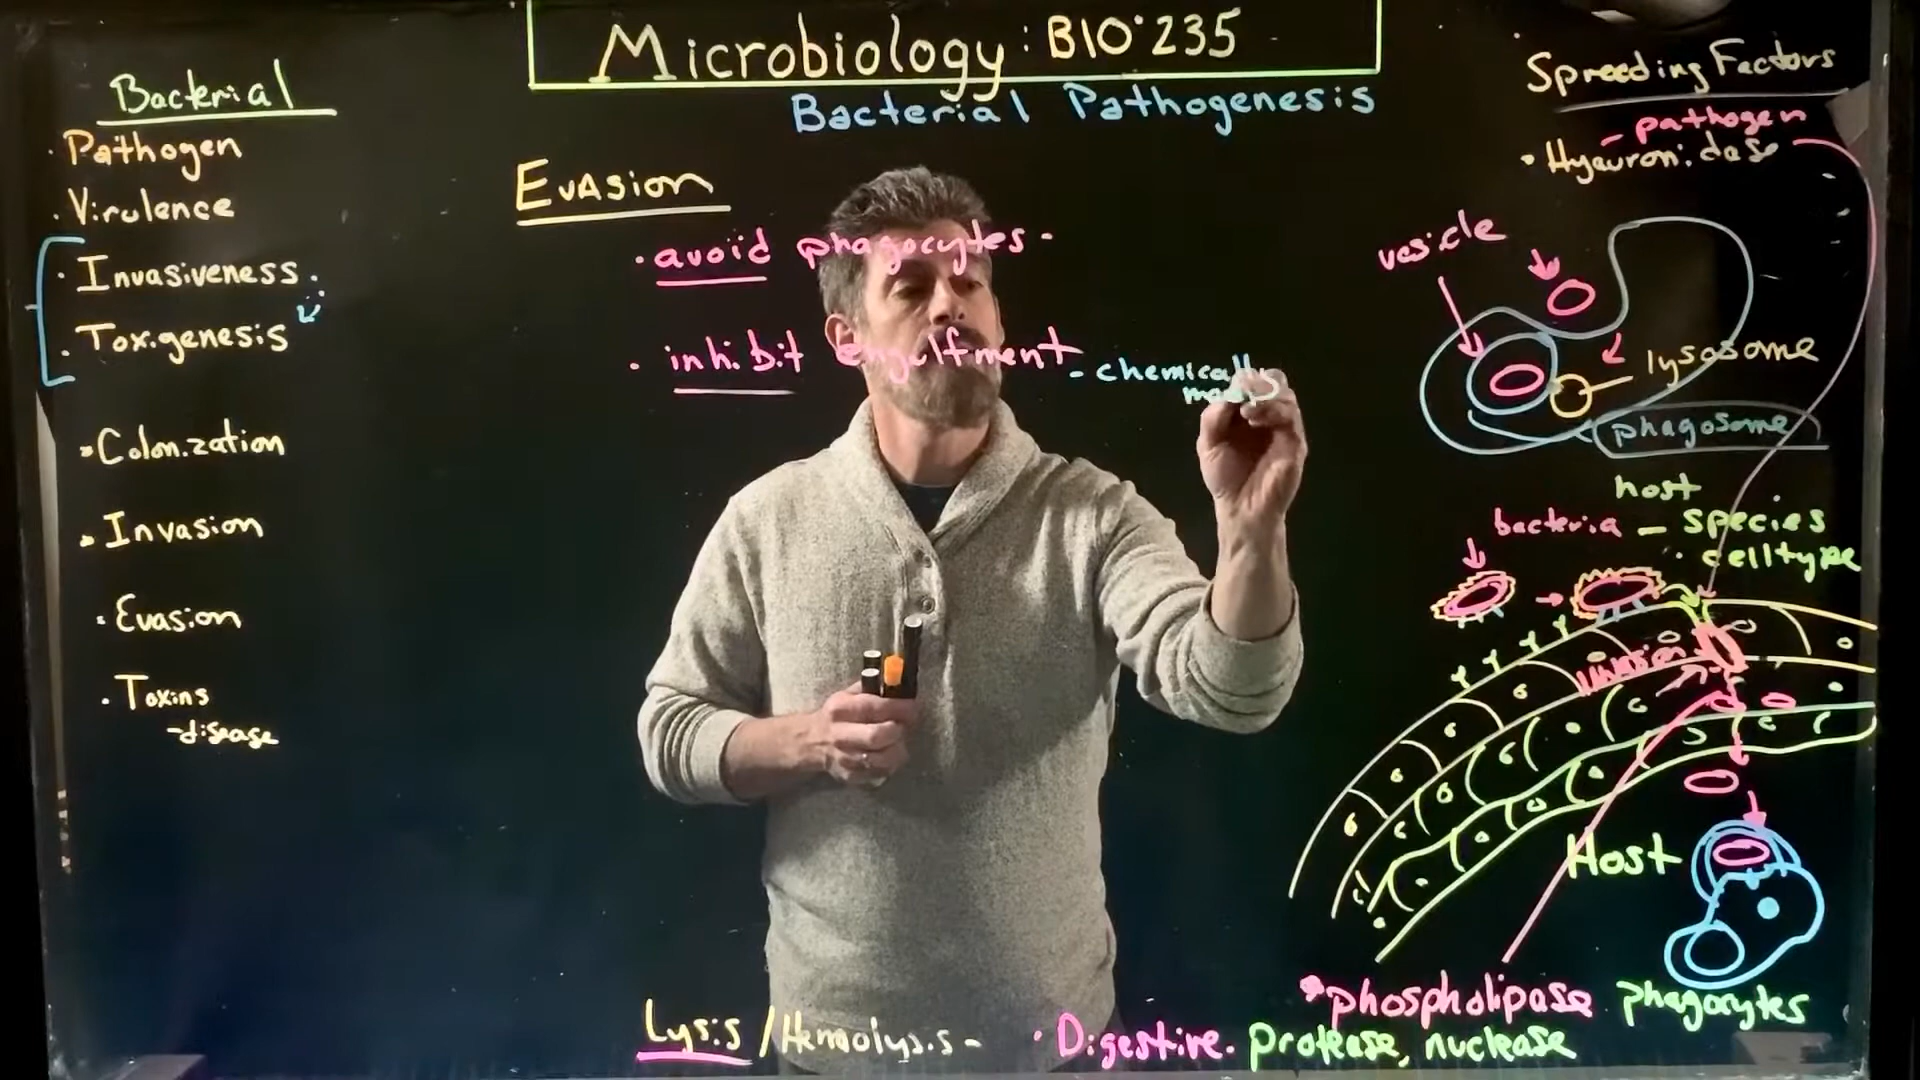 Microbiology: BIO·235
Bacterial Pathogenesis
Bacterial
· Pathogen
· Virulence
· Invasiveness.
· Toxigenesis
· Colonization
· Invasion
· Evasion
· Toxins
- disease
Evasion
· avoid phagocytes -
· inhibit engulfment - chemically
Lysis / Hemolysis -
· Digestive. protease, nuclease
Spreeding Factors
- pathogen
· Hyauronidase
vesicle
lysosome
phagosome
host
bacteria - species
· celltype
Invasion
Host
phospholipase
phagocytes